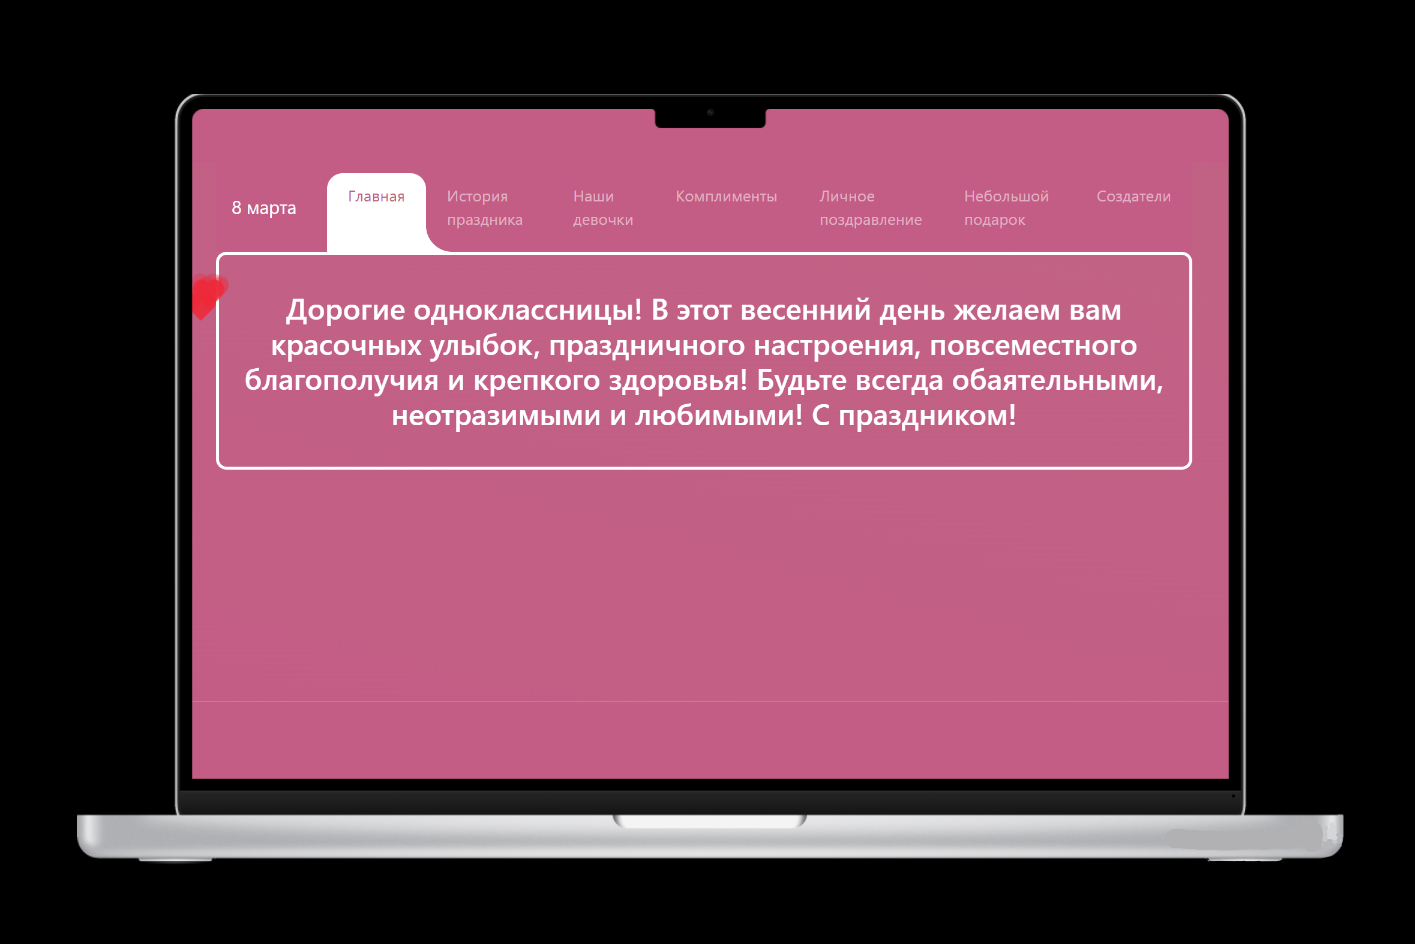 8 марта
Главная
История
праздника
Наши
девочки
Комплименты
Личное
поздравление
Небольшой
подарок
Создатели
Дорогие одноклассницы! В этот весенний день желаем вам
красочных улыбок, праздничного настроения, повсеместного
благополучия и крепкого здоровья! Будьте всегда обаятельными,
неотразимыми и любимыми! С праздником!